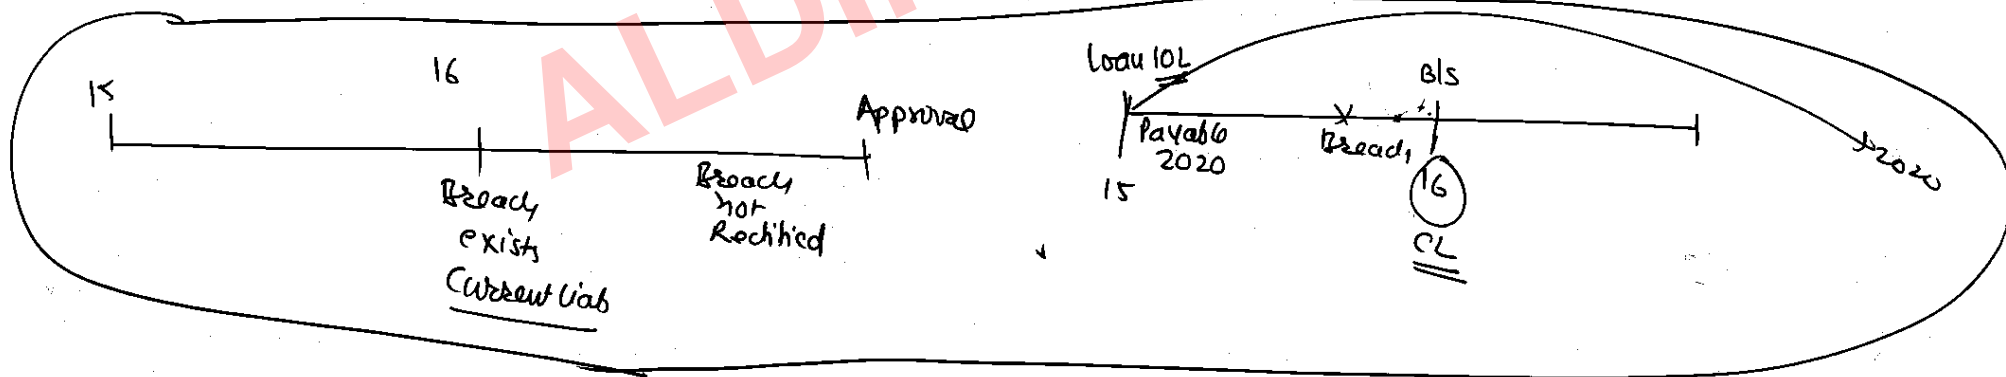 15
16
Approval
Breach
exists
Current Liab
Breach
not
Rectified
Loan 10L
Payable
2020
15
Breach
B/S
16
CL
2020